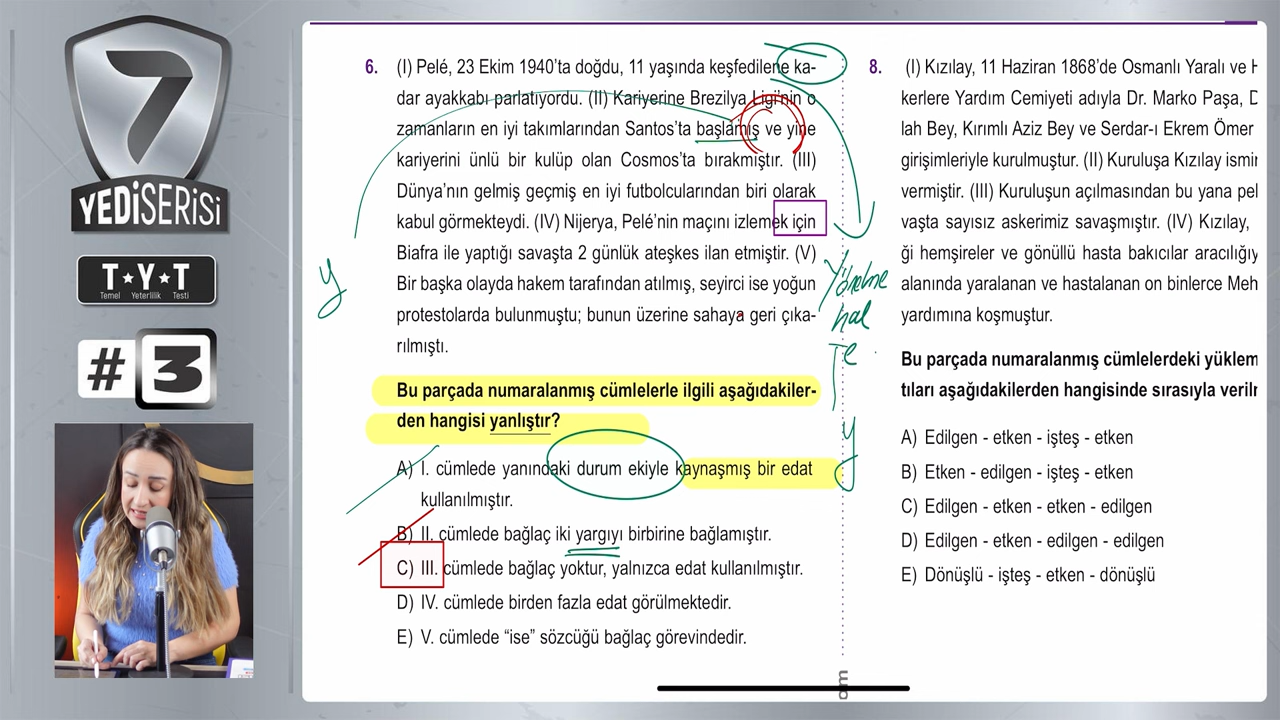 7
YEDİSERİSİ
T★Y★T
Temel Yeterlilik Testi
#3
6. (I) Pelé, 23 Ekim 1940’ta doğdu, 11 yaşında keşfedilene ka-
dar ayakkabı parlatıyordu. (II) Kariyerine Brezilya Ligi’nin o
zamanların en iyi takımlarından Santos’ta başlamış ve yine
kariyerini ünlü bir kulüp olan Cosmos’ta bırakmıştır. (III)
Dünya’nın gelmiş geçmiş en iyi futbolcularından biri olarak
kabul görmekteydi. (IV) Nijerya, Pelé’nin maçını izlemek için
Biafra ile yaptığı savaşta 2 günlük ateşkes ilan etmiştir. (V)
Bir başka olayda hakem tarafından atılmış, seyirci ise yoğun
protestolarda bulunmuştu; bunun üzerine sahaya geri çıka-
rılmıştı.
Bu parçada numaralanmış cümlelerle ilgili aşağıdakiler-
den hangisi yanlıştır?
A) I. cümlede yanındaki durum ekiyle kaynaşmış bir edat
kullanılmıştır.
B) II. cümlede bağlaç iki yargıyı birbirine bağlamıştır.
C) III. cümlede bağlaç yoktur, yalnızca edat kullanılmıştır.
D) IV. cümlede birden fazla edat görülmektedir.
E) V. cümlede “ise” sözcüğü bağlaç görevindedir.
y
Yönelme
hal
y
8. (I) Kızılay, 11 Haziran 1868’de Osmanlı Yaralı ve H
kerlere Yardım Cemiyeti adıyla Dr. Marko Paşa, D
lah Bey, Kırımlı Aziz Bey ve Serdar-ı Ekrem Ömer
girişimleriyle kurulmuştur. (II) Kuruluşa Kızılay ismir
vermiştir. (III) Kuruluşun açılmasından bu yana pel
vaşta sayısız askerimiz savaşmıştır. (IV) Kızılay,
ği hemşireler ve gönüllü hasta bakıcılar aracılığıy
alanında yaralanan ve hastalanan on binlerce Meh
yardımına koşmuştur.
Bu parçada numaralanmış cümlelerdeki yüklem
tıları aşağıdakilerden hangisinde sırasıyla verilir
A) Edilgen - etken - işteş - etken
B) Etken - edilgen - işteş - etken
C) Edilgen - etken - etken - edilgen
D) Edilgen - etken - edilgen - edilgen
E) Dönüşlü - işteş - etken - dönüşlü
om